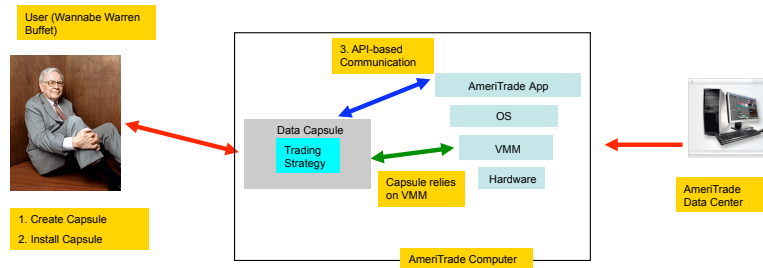 User (Wannabe Warren
Buffet)
3. API-based
Communication
AmeriTrade App
OS
Data Capsule
Trading
Strategy
VMM
Hardware
Capsule relies
on VMM
AmeriTrade
Data Center
1. Create Capsule
2. Install Capsule
AmeriTrade Computer